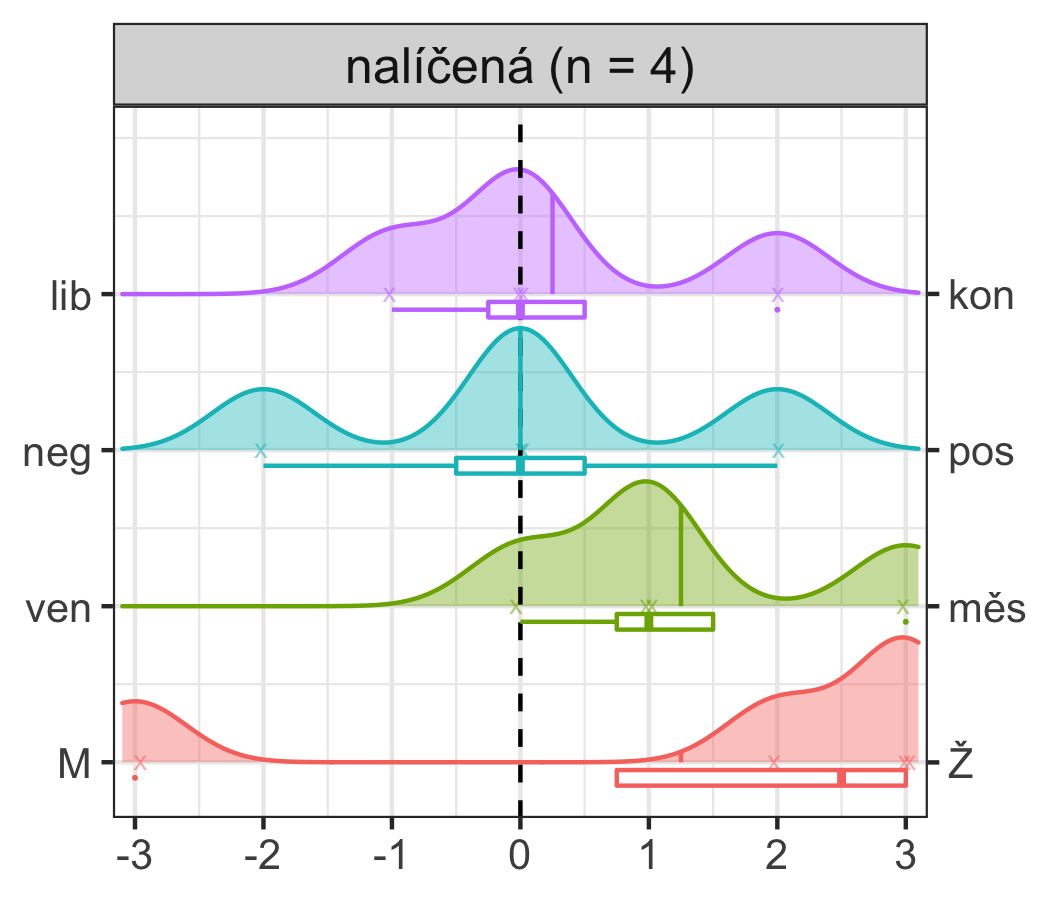 nalíčená (n = 4)
lib kon
neg pos
ven měs
M Ž
-3 -2 -1 0 1 2 3